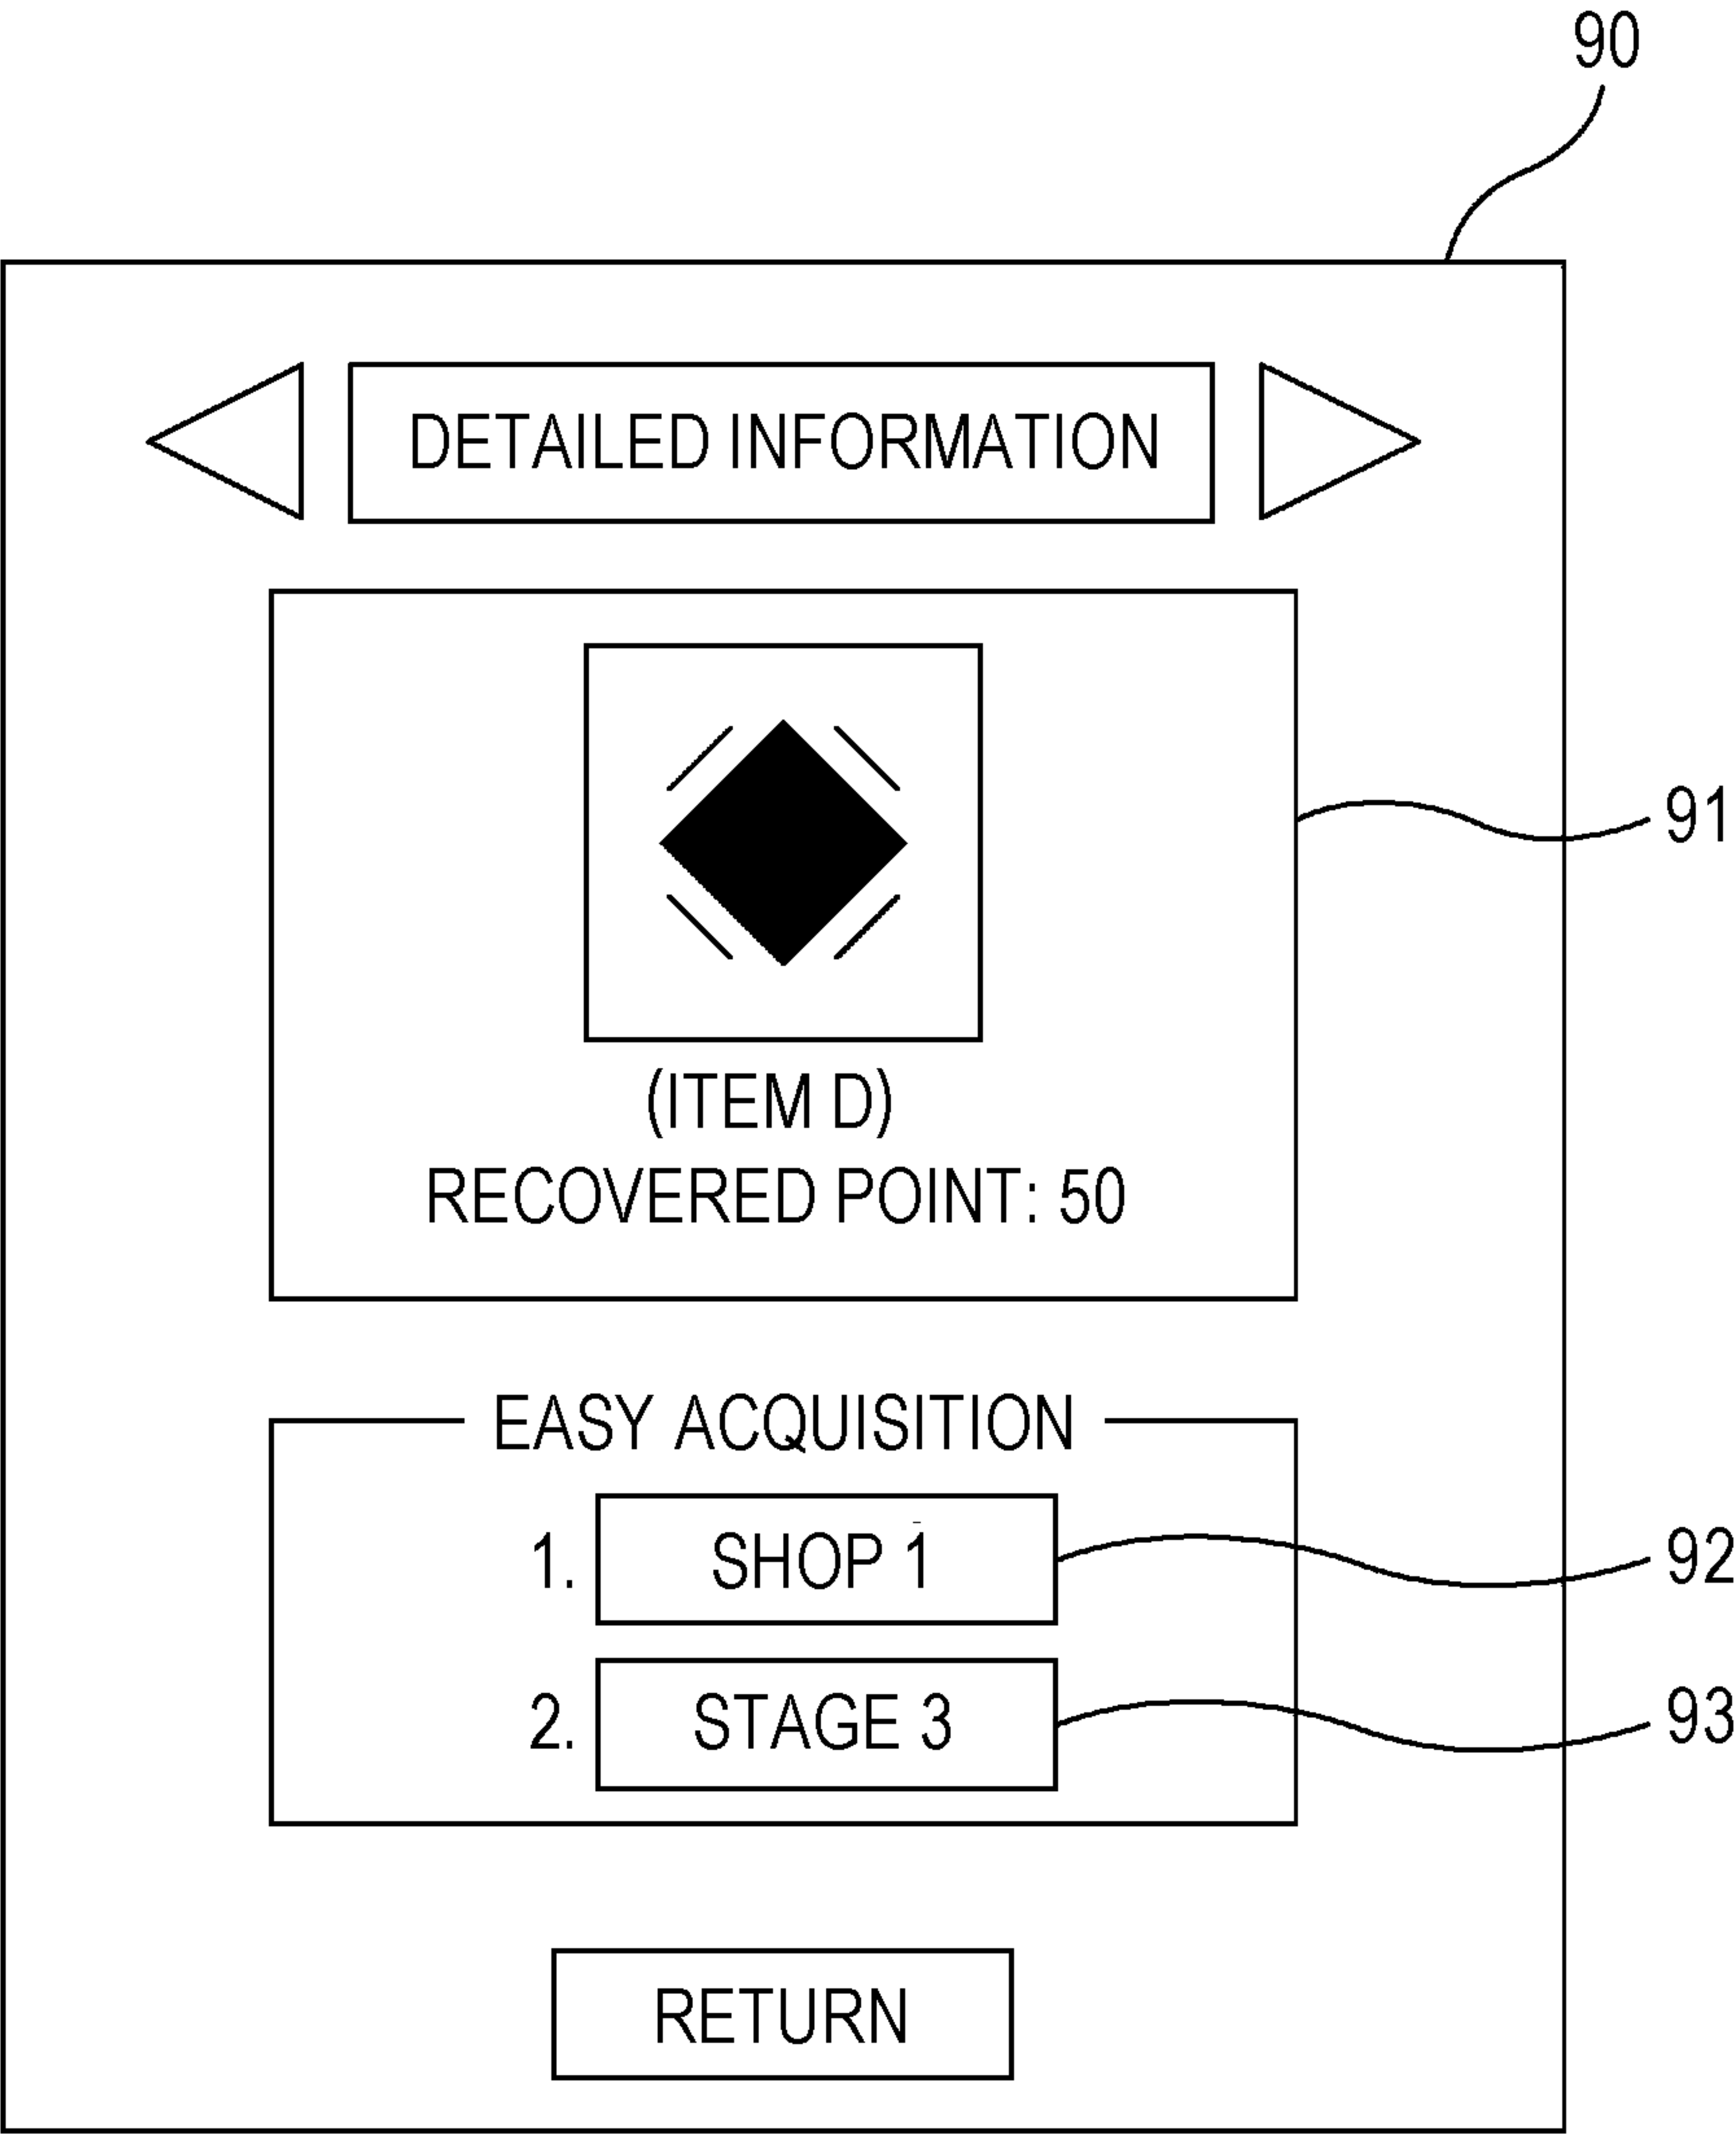 90
DETAILED INFORMATION
91
(ITEM D)
RECOVERED POINT: 50
EASY ACQUISITION
1. SHOP 1
92
2. STAGE 3
93
RETURN